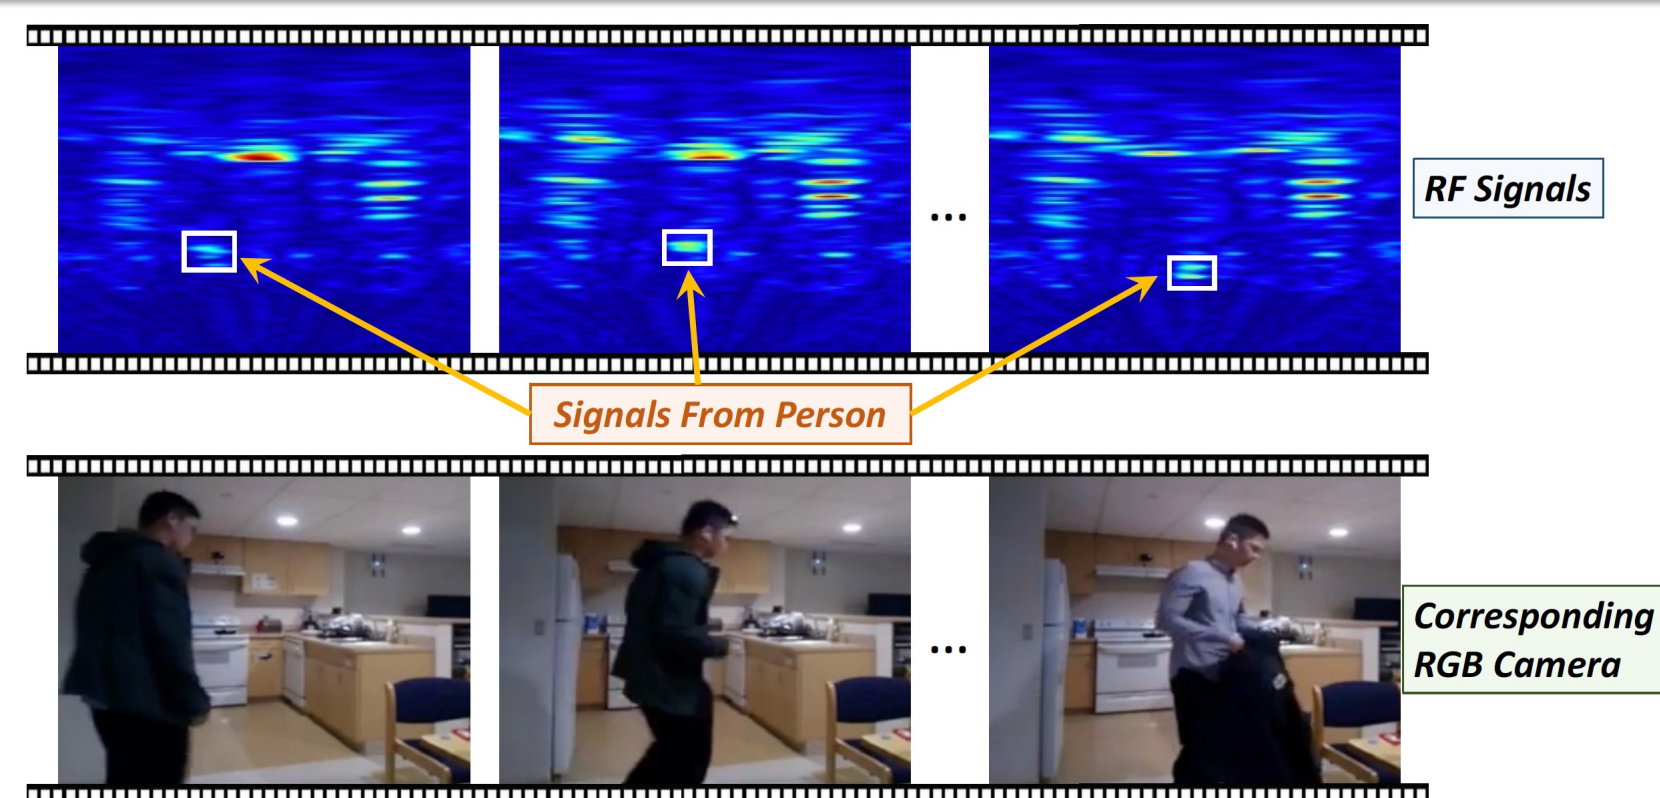 RF Signals
...
Signals From Person
...
Corresponding
RGB Camera